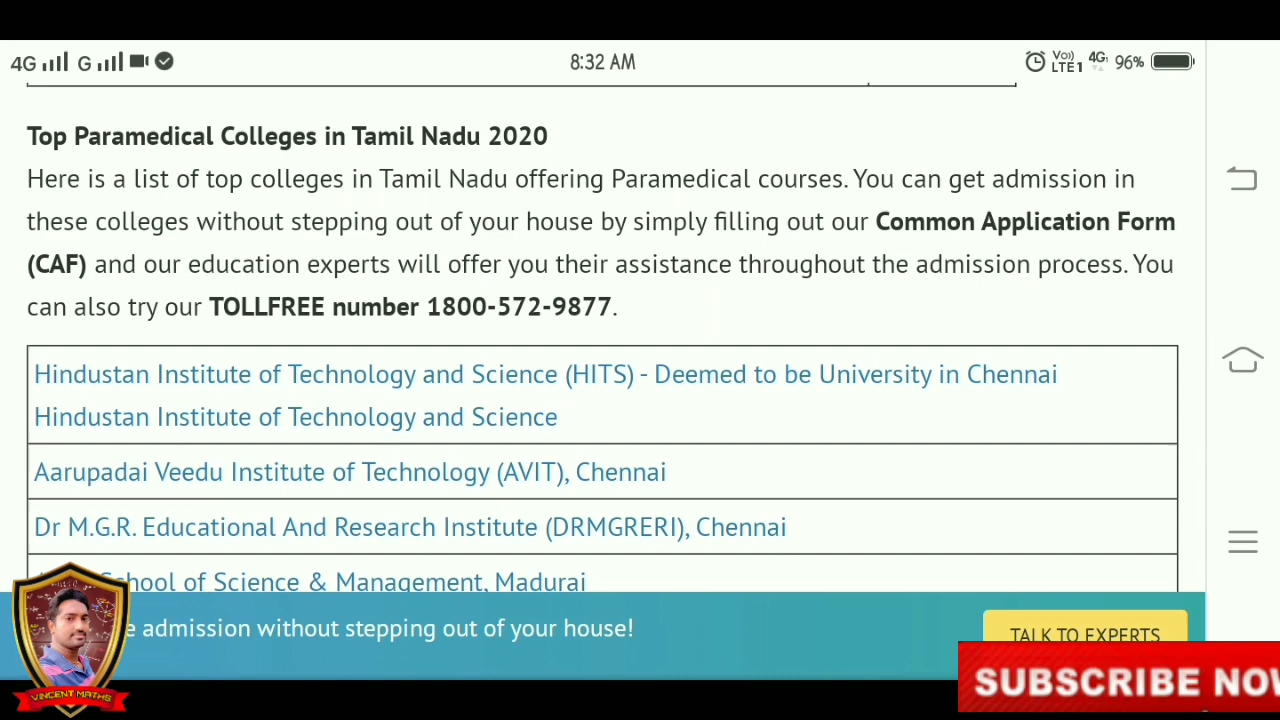 4G G 8:32 AM Vo)) LTE1 4G 96%
Top Paramedical Colleges in Tamil Nadu 2020
Here is a list of top colleges in Tamil Nadu offering Paramedical courses. You can get admission in
these colleges without stepping out of your house by simply filling out our Common Application Form
(CAF) and our education experts will offer you their assistance throughout the admission process. You
can also try our TOLLFREE number 1800-572-9877.
Hindustan Institute of Technology and Science (HITS) - Deemed to be University in Chennai
Hindustan Institute of Technology and Science
Aarupadai Veedu Institute of Technology (AVIT), Chennai
Dr M.G.R. Educational And Research Institute (DRMGRERI), Chennai
School of Science & Management, Madurai
admission without stepping out of your house!
TALK TO EXPERTS
VINCENT MATHS
SUBSCRIBE NOW